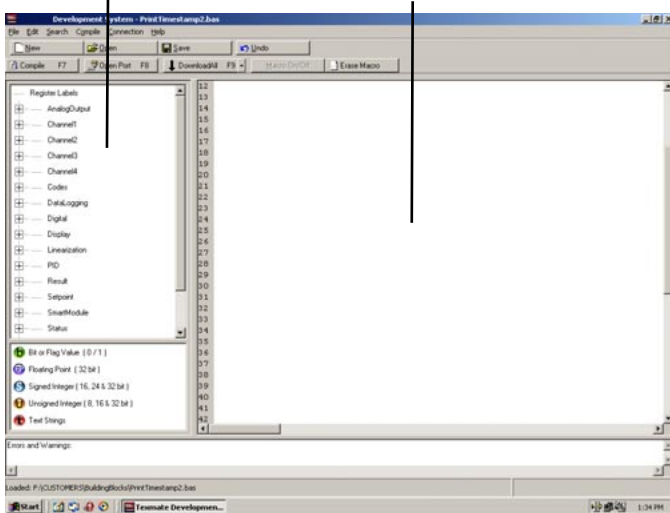 Development System - PrintTimestamp2.bas
File Edit Search Compile Connection Help
New Open Save Undo
Compile F7 Open Port F8 DownloadAll F9 Macro On/Off Erase Macro
Register Labels
AnalogOutput
Channel1
Channel2
Channel3
Channel4
Codes
DataLogging
Digital
Display
Linearization
PID
Result
Setpoint
SmartModule
Status
Bit or Flag Value ( 0 / 1 )
Floating Point ( 32 bit )
Signed Integer ( 16, 24 & 32 bit )
Unsigned Integer ( 8, 16 & 32 bit )
Text Strings
12
13
14
15
16
17
18
19
20
21
22
23
24
25
26
27
28
29
30
31
32
33
34
35
36
37
38
39
40
41
42
Errors and Warnings:
Loaded: F:\CUSTOMERS\BuildingBlocks\PrintTimestamp2.bas
Start Texmate Developmen... 1:34 PM